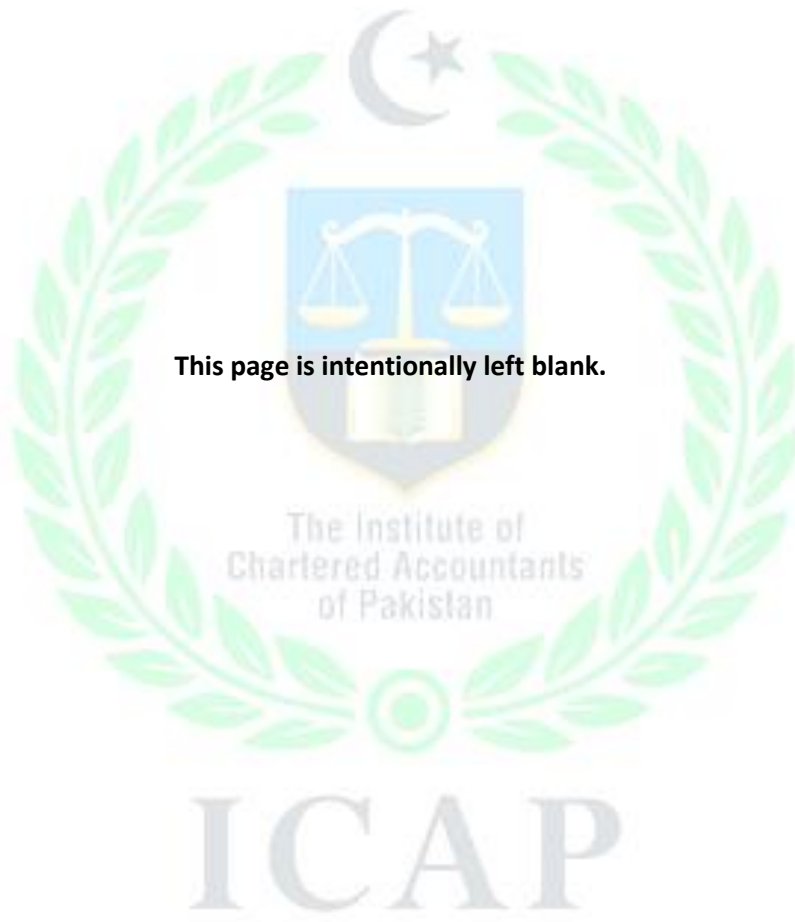 This page is intentionally left blank.
The Institute of
Chartered Accountants
of Pakistan
ICAP